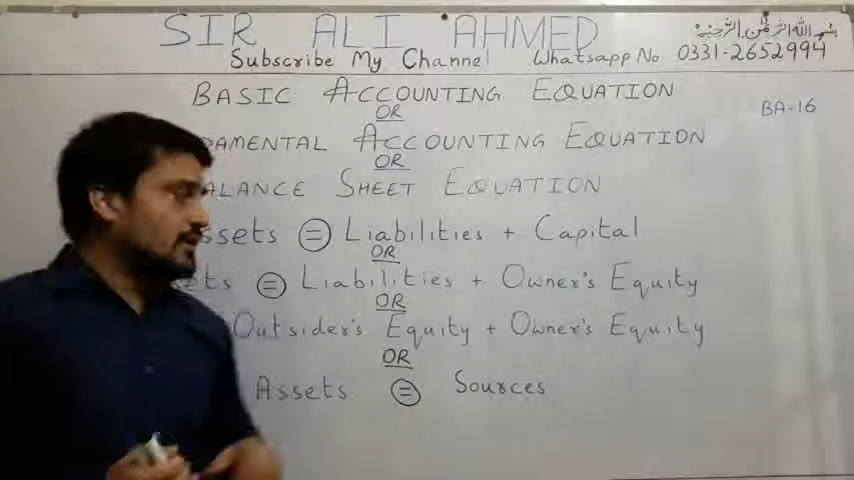 SIR ALI AHMED
بسم اللہ الرحمٰن الرحیم
Subscribe My Channel Whatsapp No 0331-2652994
BASIC ACCOUNTING EQUATION
BA-16
OR
DAMENTAL ACCOUNTING EQUATION
OR
ALANCE SHEET EQUATION
ssets = Liabilities + Capital
OR
ets = Liabilities + Owner's Equity
OR
Outsider's Equity + Owner's Equity
OR
Assets = Sources